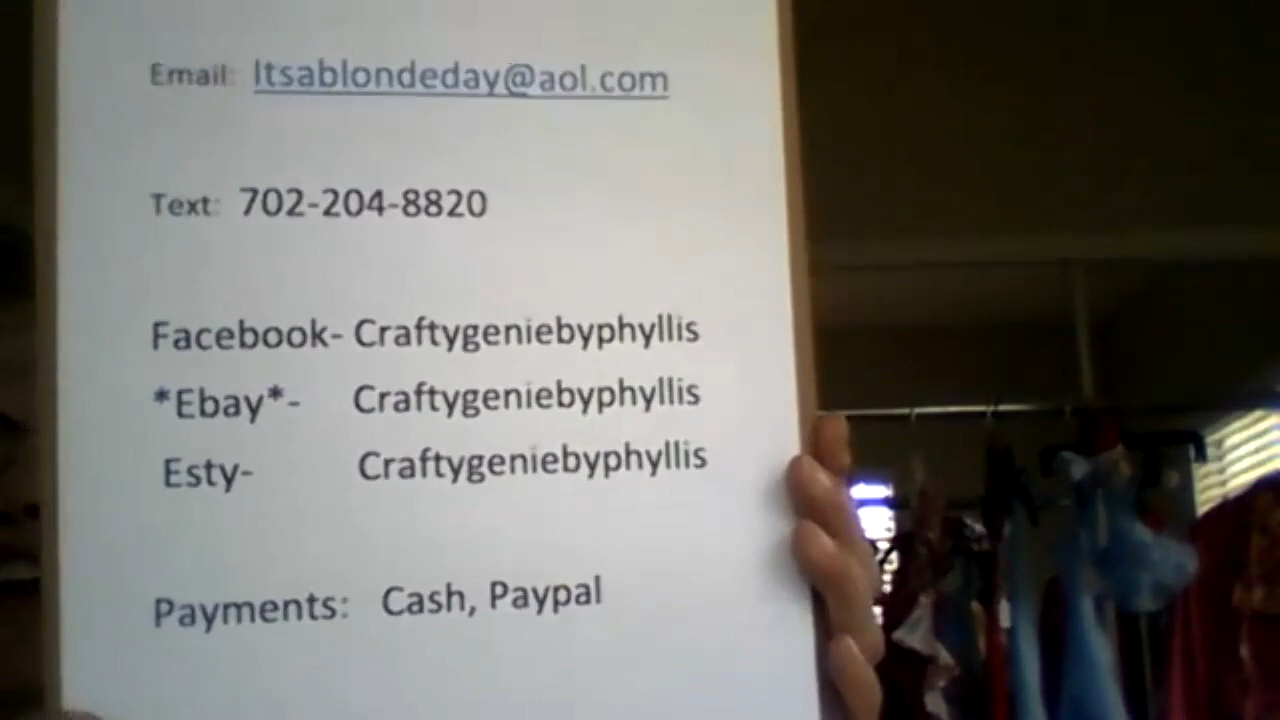 Email: Itsablondeday@aol.com
Text: 702-204-8820
Facebook- Craftygeniebyphyllis
*Ebay*- Craftygeniebyphyllis
Esty- Craftygeniebyphyllis
Payments: Cash, Paypal